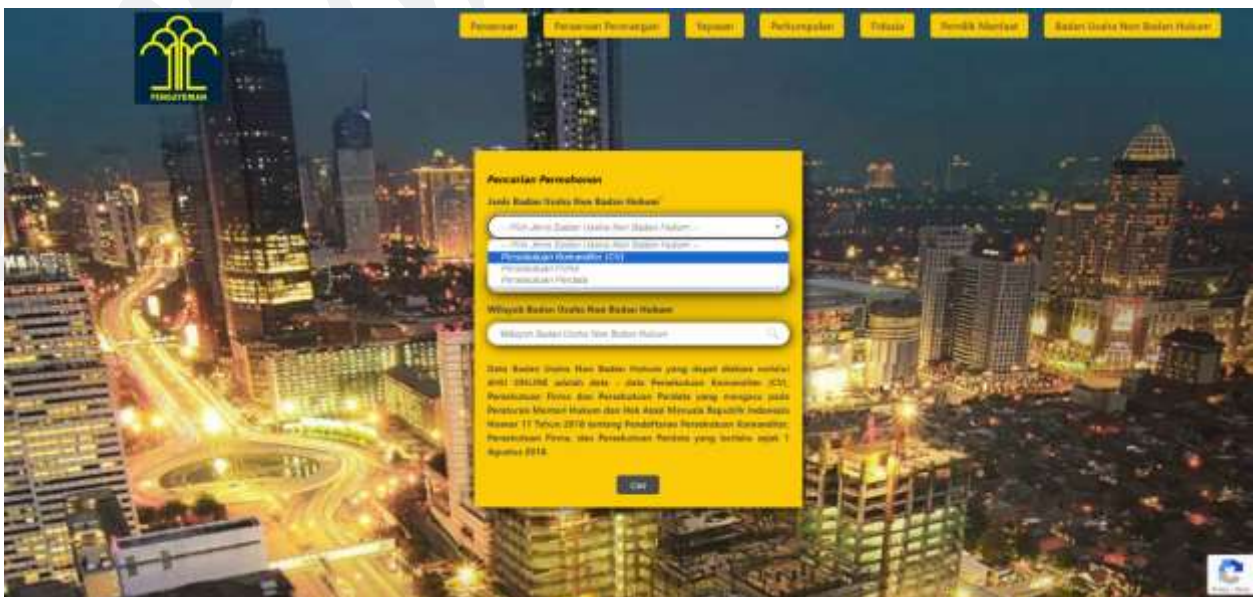 Perseroan Perseroan Perorangan Yayasan Perkumpulan Fidusia Pemilik Manfaat Badan Usaha Non Badan Hukum
PENGAYOMAN
Pencarian Permohonan
Jenis Badan Usaha Non Badan Hukum*
-- Pilih Jenis Badan Usaha Non Badan Hukum --
-- Pilih Jenis Badan Usaha Non Badan Hukum --
Persekutuan Komanditer (CV)
Persekutuan Firma
Persekutuan Perdata
Wilayah Badan Usaha Non Badan Hukum
Wilayah Badan Usaha Non Badan Hukum
Data Badan Usaha Non Badan Hukum yang dapat diakses melalui
AHU ONLINE adalah data - data Persekutuan Komanditer (CV),
Persekutuan Firma dan Persekutuan Perdata yang mengacu pada
Peraturan Menteri Hukum dan Hak Asasi Manusia Republik Indonesia
Nomor 17 Tahun 2018 tentang Pendaftaran Persekutuan Komanditer,
Persekutuan Firma, dan Persekutuan Perdata yang berlaku sejak 1
Agustus 2018.
Cari